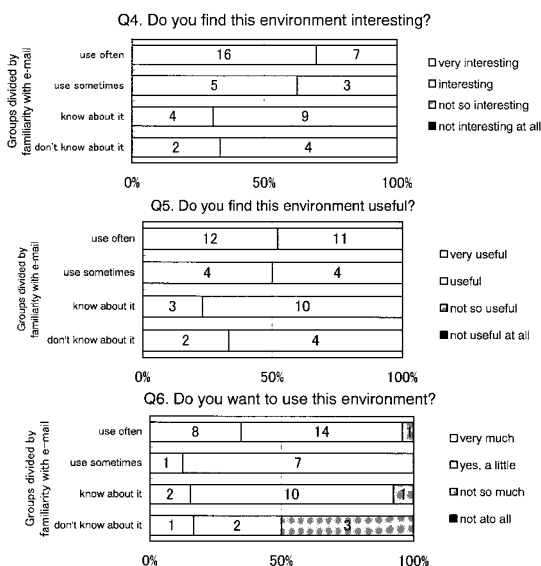 Q4. Do you find this environment interesting?
Groups divided by
familiarity with e-mail
use often 16 7
use sometimes 5 3
know about it 4 9
don't know about it 2 4
0% 50% 100%
very interesting
interesting
not so interesting
not interesting at all
Q5. Do you find this environment useful?
Groups divided by
familiarity with e-mail
use often 12 11
use sometimes 4 4
know about it 3 10
don't know about it 2 4
0% 50% 100%
very useful
useful
not so useful
not useful at all
Q6. Do you want to use this environment?
Groups divided by
familiarity with e-mail
use often 8 14 1
use sometimes 1 7
know about it 2 10 1
don't know about it 1 2 3
0% 50% 100%
very much
yes, a little
not so much
not ato all